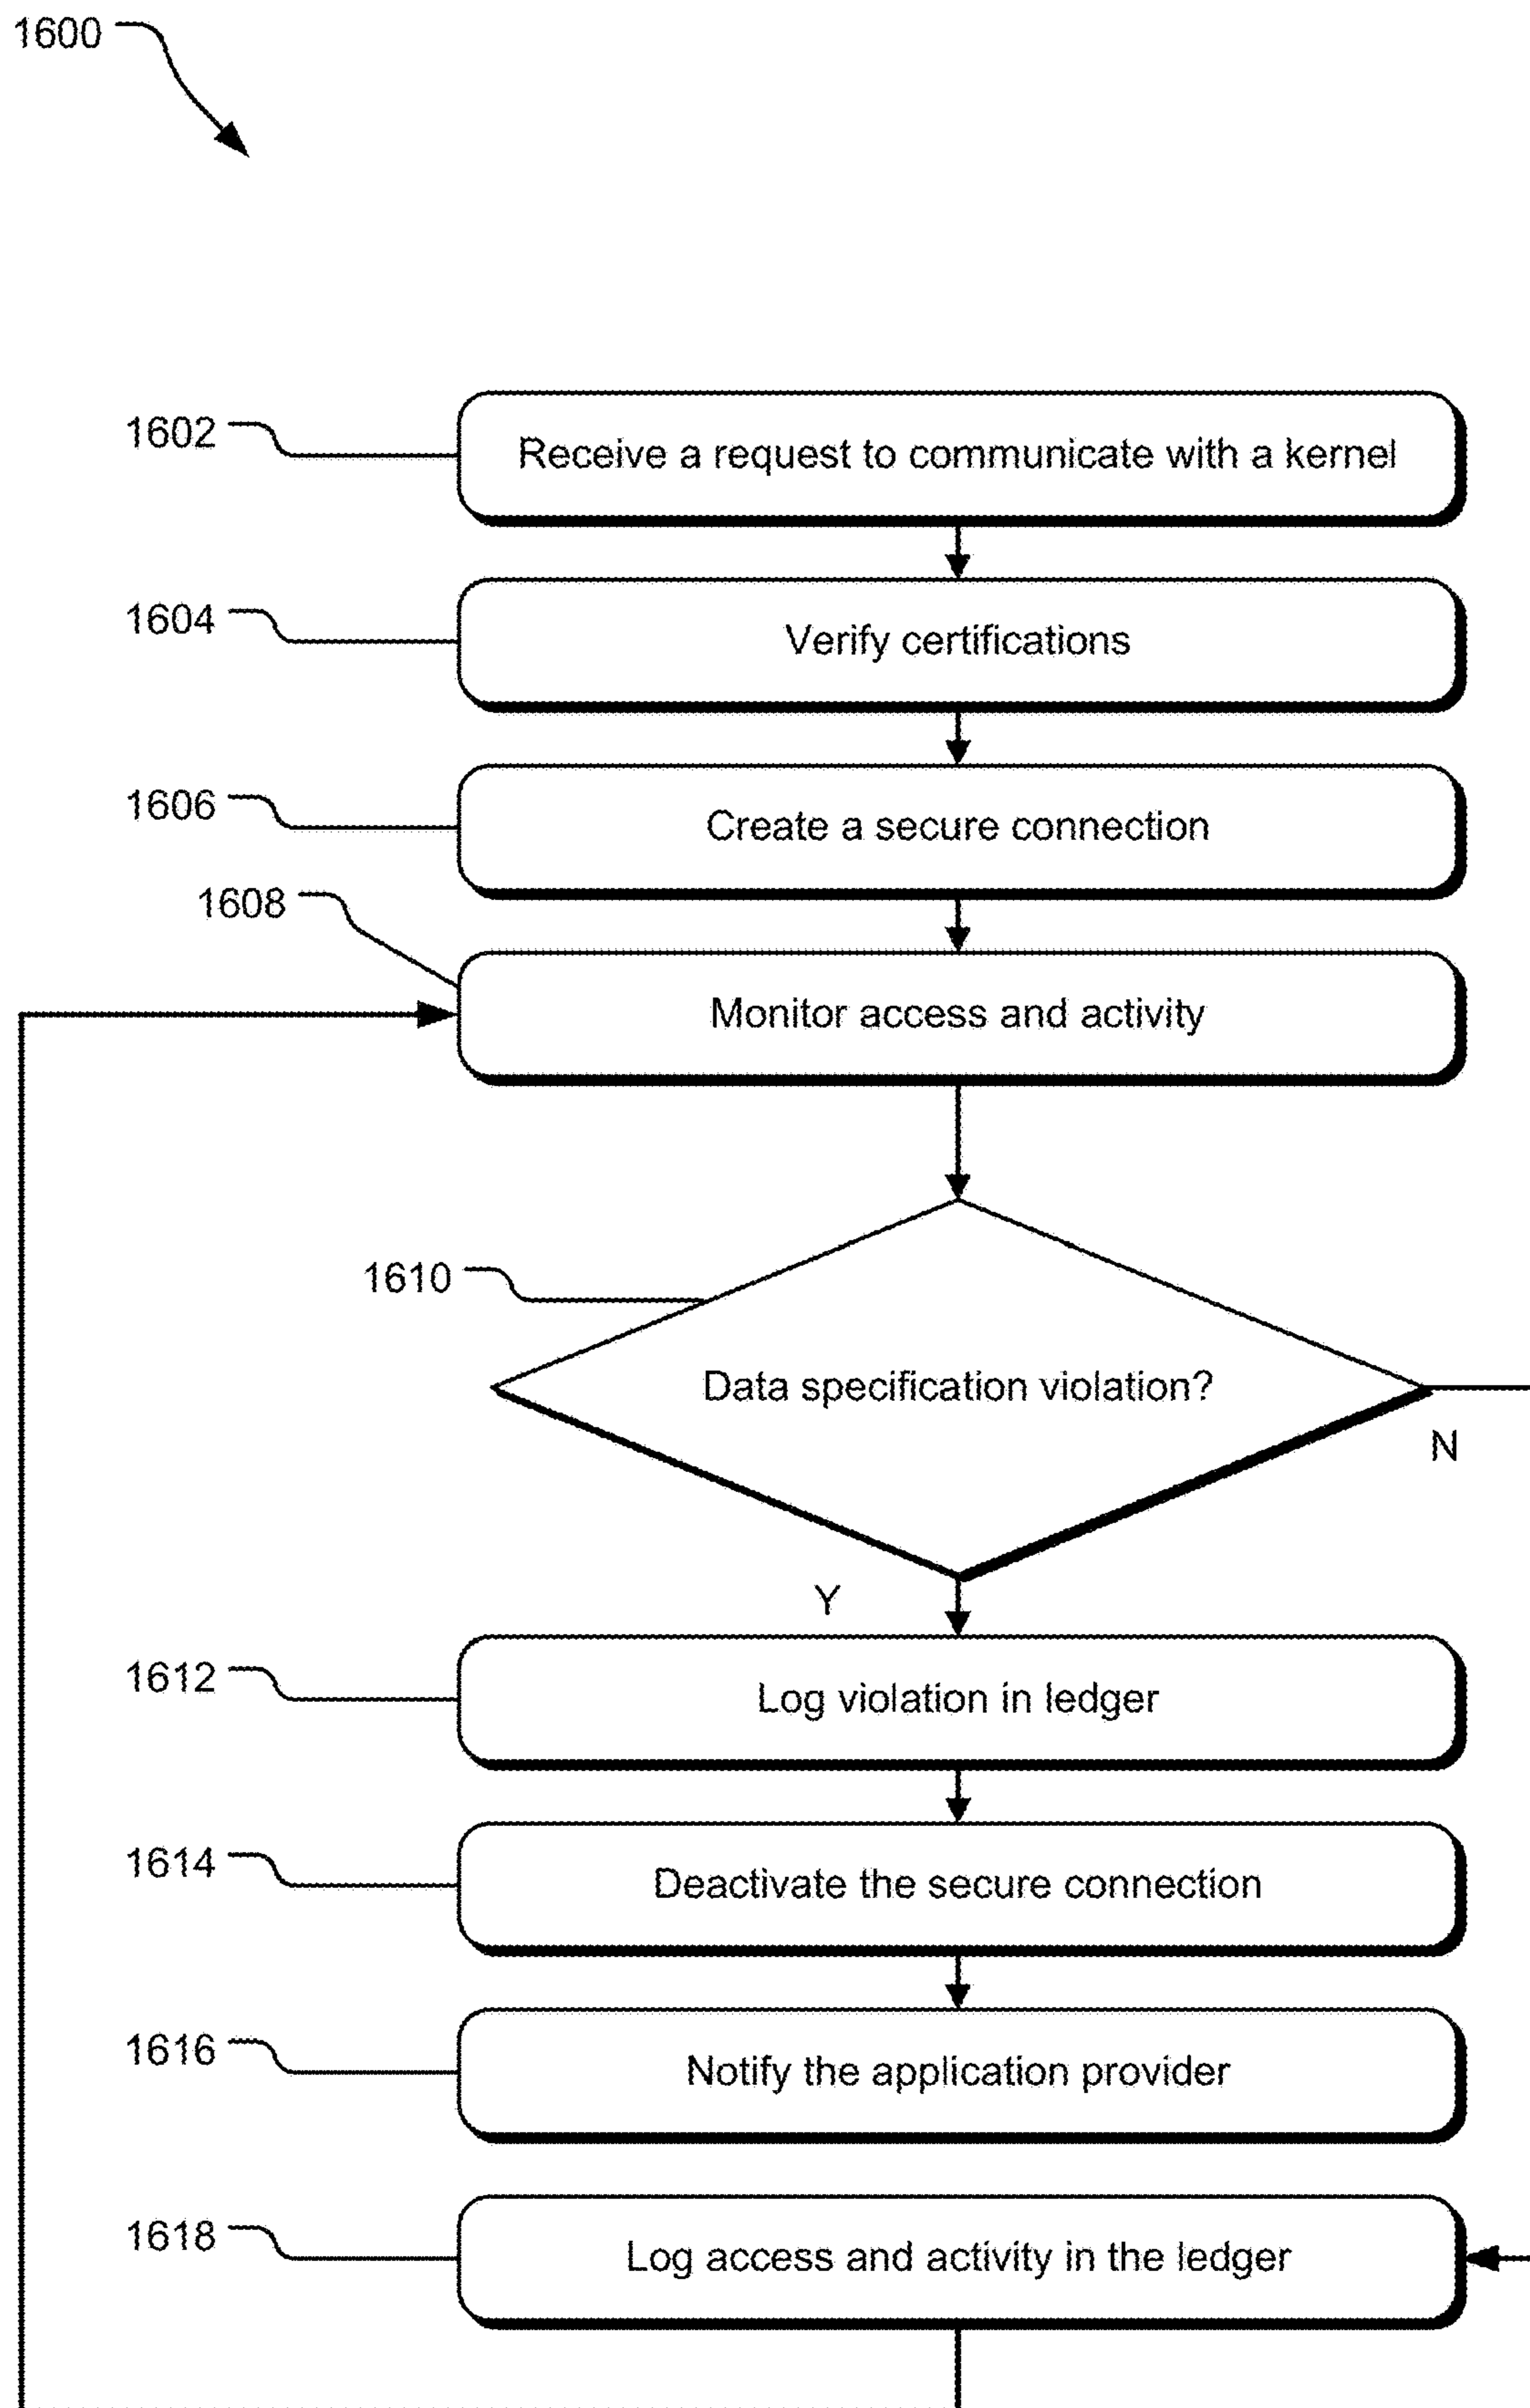 1600
1602
Receive a request to communicate with a kernel
1604
Verify certifications
1606
Create a secure connection
1608
Monitor access and activity
1610
Data specification violation?
N
Y
1612
Log violation in ledger
1614
Deactivate the secure connection
1616
Notify the application provider
1618
Log access and activity in the ledger